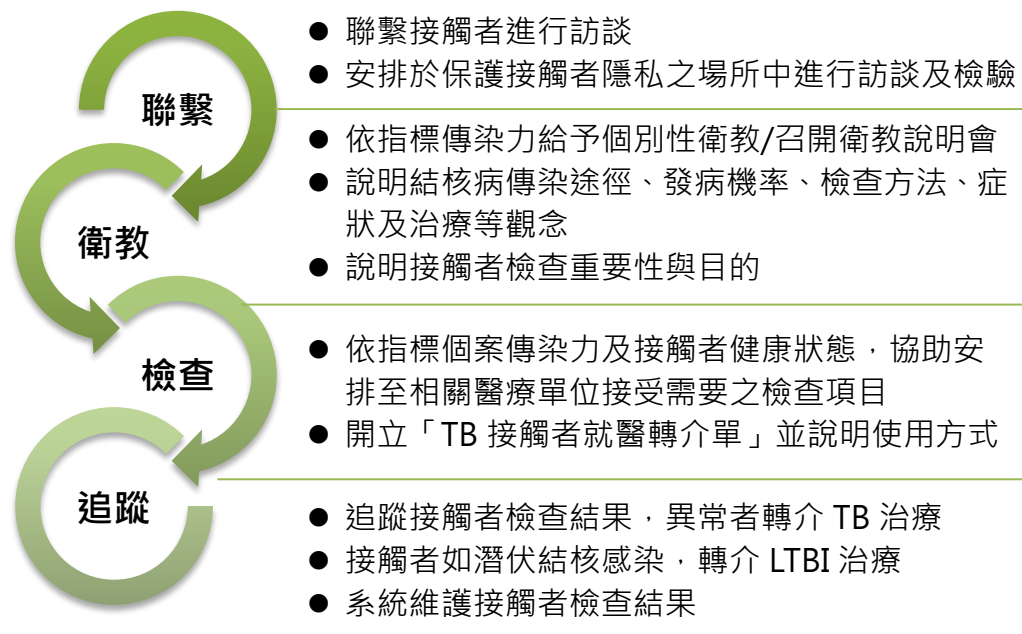 聯繫
● 聯繫接觸者進行訪談
● 安排於保護接觸者隱私之場所中進行訪談及檢驗
衛教
● 依指標傳染力給予個別性衛教/召開衛教說明會
● 說明結核病傳染途徑、發病機率、檢查方法、症
狀及治療等觀念
● 說明接觸者檢查重要性與目的
檢查
● 依指標個案傳染力及接觸者健康狀態，協助安
排至相關醫療單位接受需要之檢查項目
● 開立「TB 接觸者就醫轉介單」並說明使用方式
追蹤
● 追蹤接觸者檢查結果，異常者轉介 TB 治療
● 接觸者如潛伏結核感染，轉介 LTBI 治療
● 系統維護接觸者檢查結果